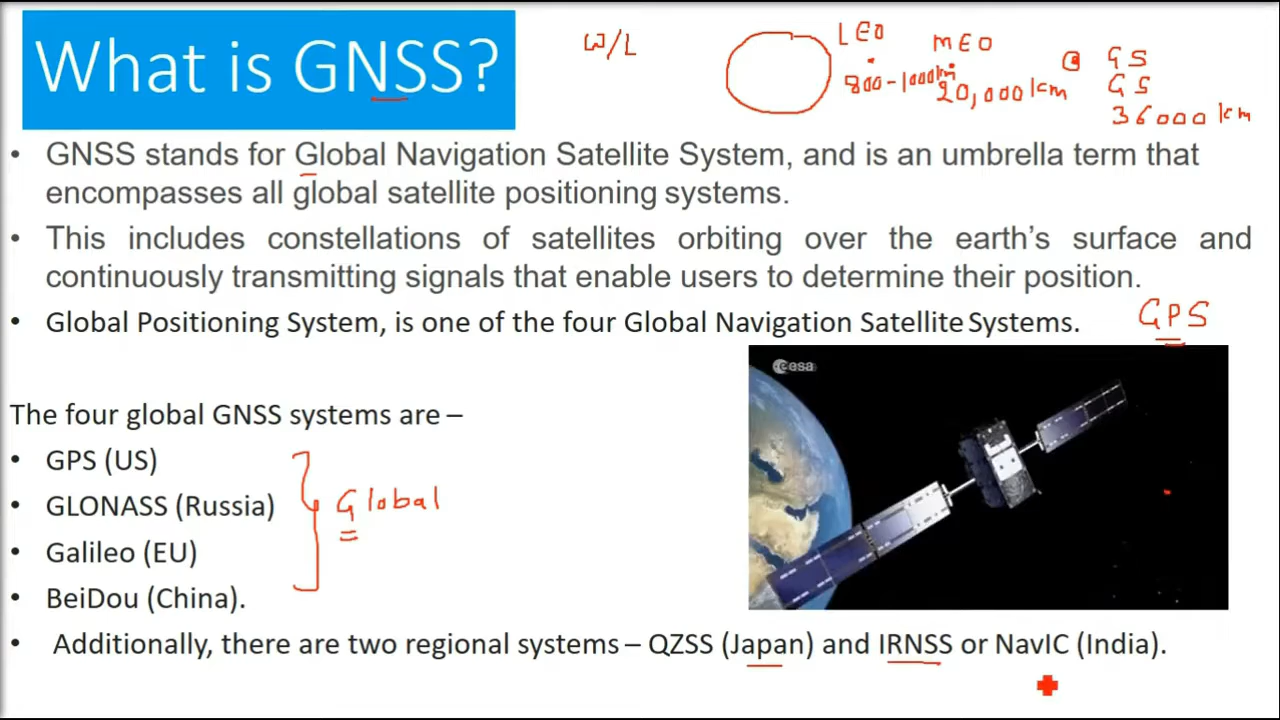 What is GNSS?
W/L
LEO
800-1000km
MEO
20,000km
GS
GS
36000km
• GNSS stands for Global Navigation Satellite System, and is an umbrella term that
encompasses all global satellite positioning systems.
• This includes constellations of satellites orbiting over the earth's surface and
continuously transmitting signals that enable users to determine their position.
• Global Positioning System, is one of the four Global Navigation Satellite Systems.
GPS
esa
The four global GNSS systems are –
• GPS (US)
• GLONASS (Russia)
Global
• Galileo (EU)
• BeiDou (China).
• Additionally, there are two regional systems – QZSS (Japan) and IRNSS or NavIC (India).